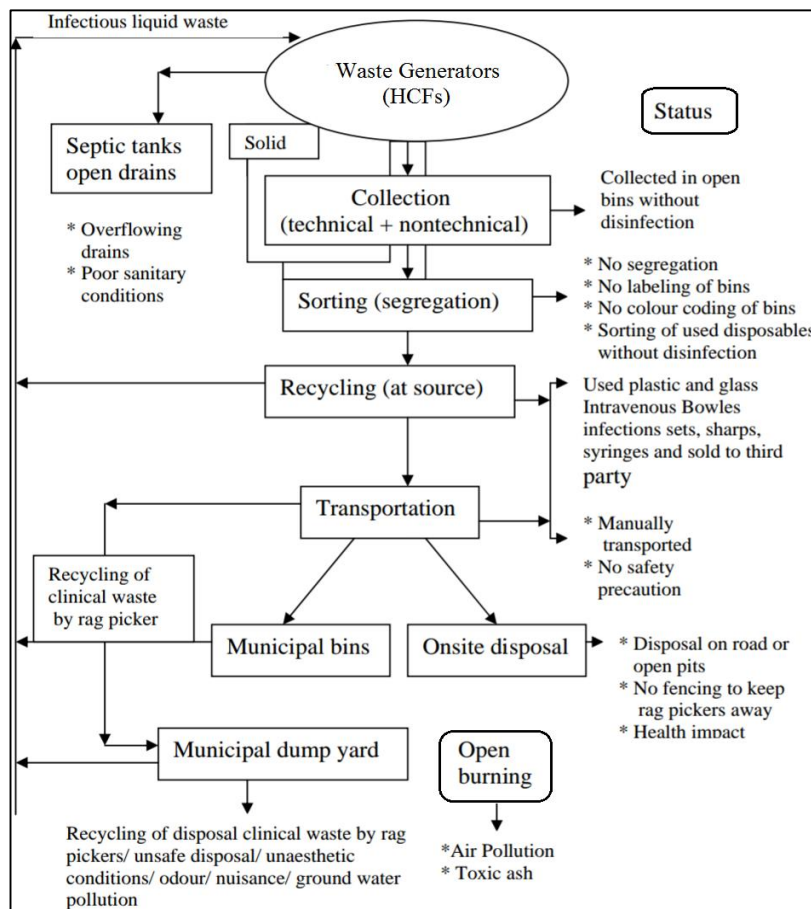 Infectious liquid waste
Waste Generators
(HCFs)
Status
Septic tanks
open drains
Solid
Collection
(technical + nontechnical)
Collected in open
bins without
disinfection
* Overflowing
drains
* Poor sanitary
conditions
Sorting (segregation)
* No segregation
* No labeling of bins
* No colour coding of bins
* Sorting of used disposables
without disinfection
Recycling (at source)
Used plastic and glass
Intravenous Bowles
infections sets, sharps,
syringes and sold to third
party
Transportation
* Manually
transported
* No safety
precaution
Recycling of
clinical waste
by rag picker
Municipal bins
Onsite disposal
* Disposal on road or
open pits
* No fencing to keep
rag pickers away
* Health impact
Municipal dump yard
Open
burning
Recycling of disposal clinical waste by rag
pickers/ unsafe disposal/ unaesthetic
conditions/ odour/ nuisance/ ground water
pollution
*Air Pollution
* Toxic ash